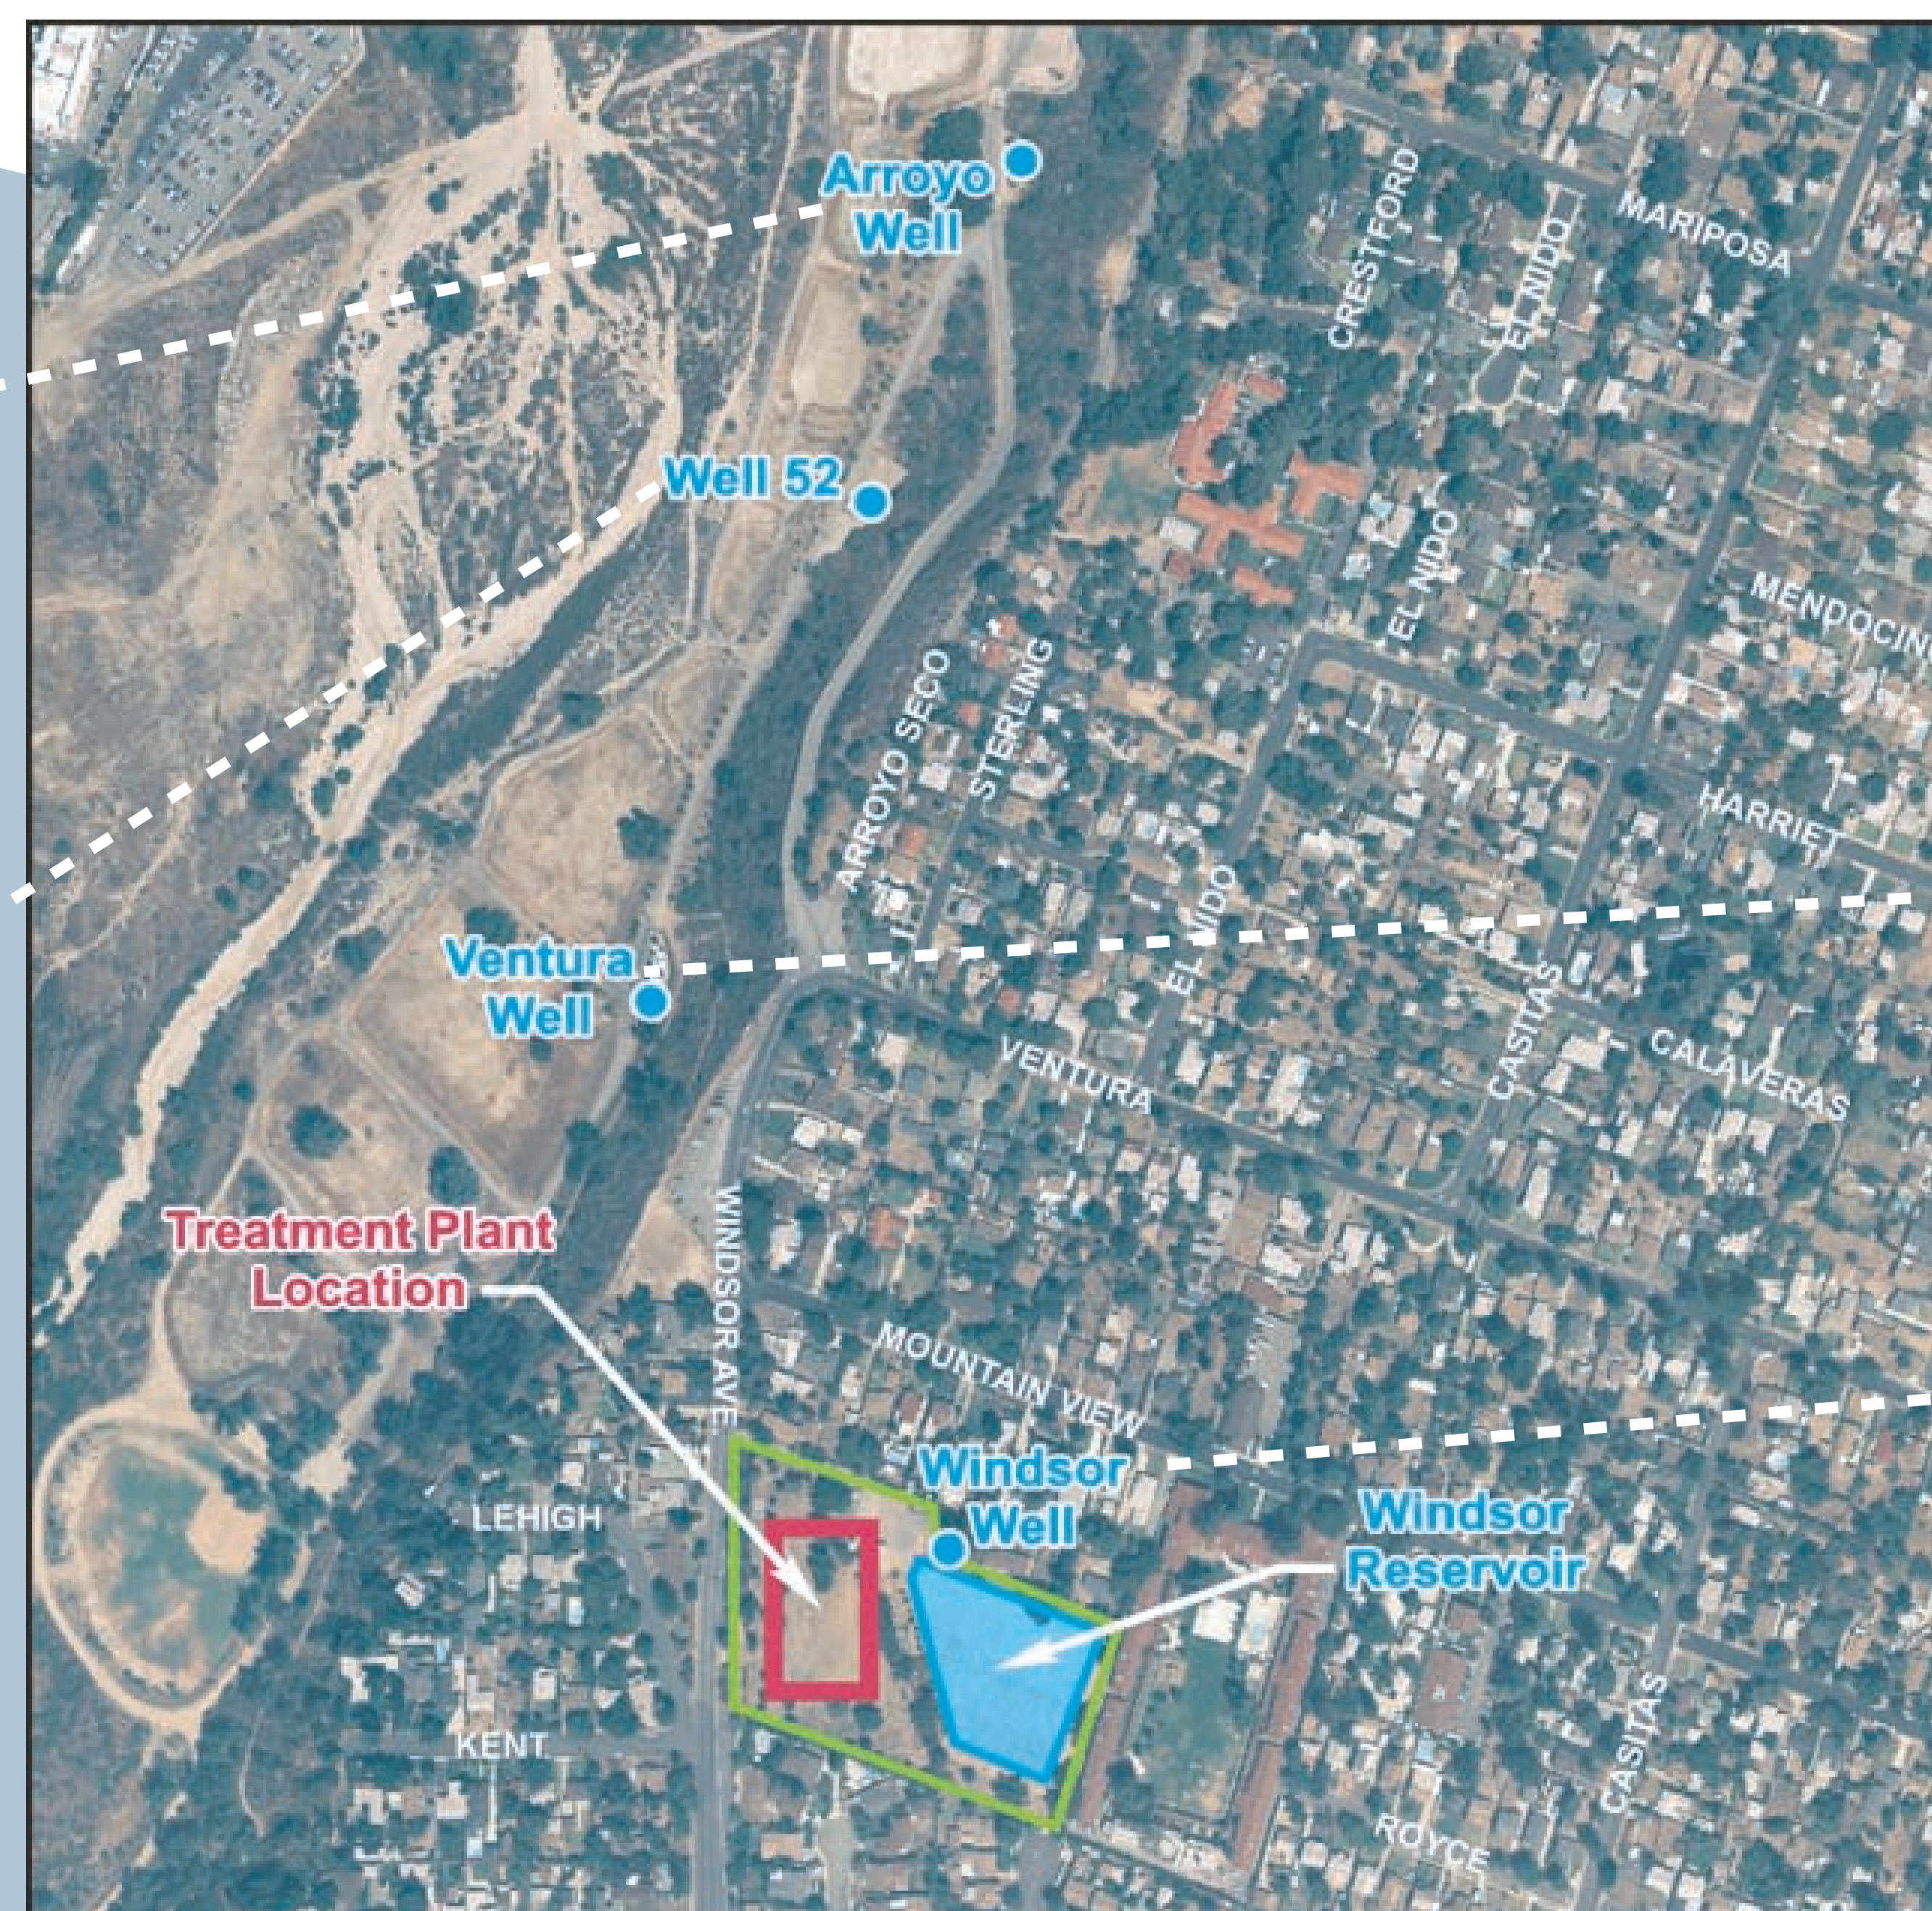 Arroyo
Well
CRESTFORD
EL NIDO
MARIPOSA
Well 52
EL NIDO
MENDOCIN
ARROYO SECO
STERLING
HARRIET
EL NIDO
Ventura
Well
VENTURA
CASITAS
CALAVERAS
Treatment Plant
Location
WINDSOR AVE
MOUNTAIN VIEW
Windsor
Well
Windsor
Reservoir
LEHIGH
KENT
CASITAS
ROYCE